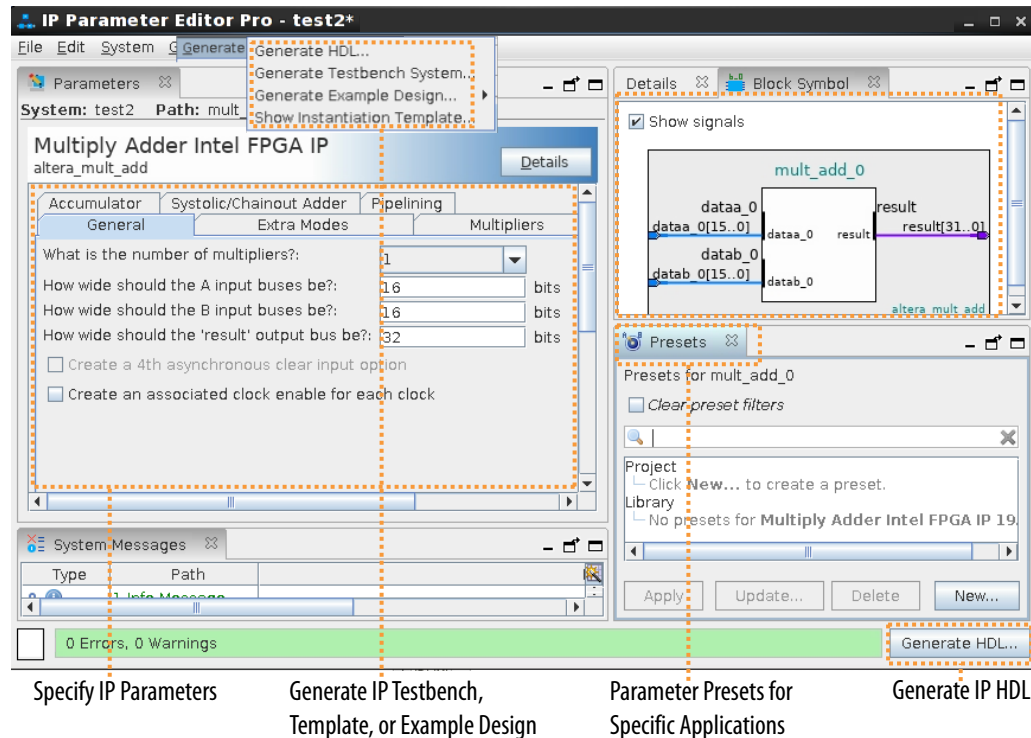 IP Parameter Editor Pro - test2*
File Edit System G Generate
Generate HDL...
Generate Testbench System...
Generate Example Design...
Show Instantiation Template...
Parameters
System: test2 Path: mult_
Multiply Adder Intel FPGA IP
altera_mult_add
Details
Accumulator Systolic/Chainout Adder Pipelining
General Extra Modes Multipliers
What is the number of multipliers?: 1
How wide should the A input buses be?: 16 bits
How wide should the B input buses be?: 16 bits
How wide should the 'result' output bus be?: 32 bits
Create a 4th asynchronous clear input option
Create an associated clock enable for each clock
System Messages
Type Path
1 Info Message
0 Errors, 0 Warnings
Details Block Symbol
Show signals
mult_add_0
dataa_0 result
dataa_0[15..0] dataa_0 result result[31..0]
datab_0
datab_0[15..0] datab_0
altera_mult_add
Presets
Presets for mult_add_0
Clear preset filters
Project
Click New... to create a preset.
Library
No presets for Multiply Adder Intel FPGA IP 19.
Apply Update... Delete New...
Generate HDL...
Specify IP Parameters
Generate IP Testbench,
Template, or Example Design
Parameter Presets for
Specific Applications
Generate IP HDL